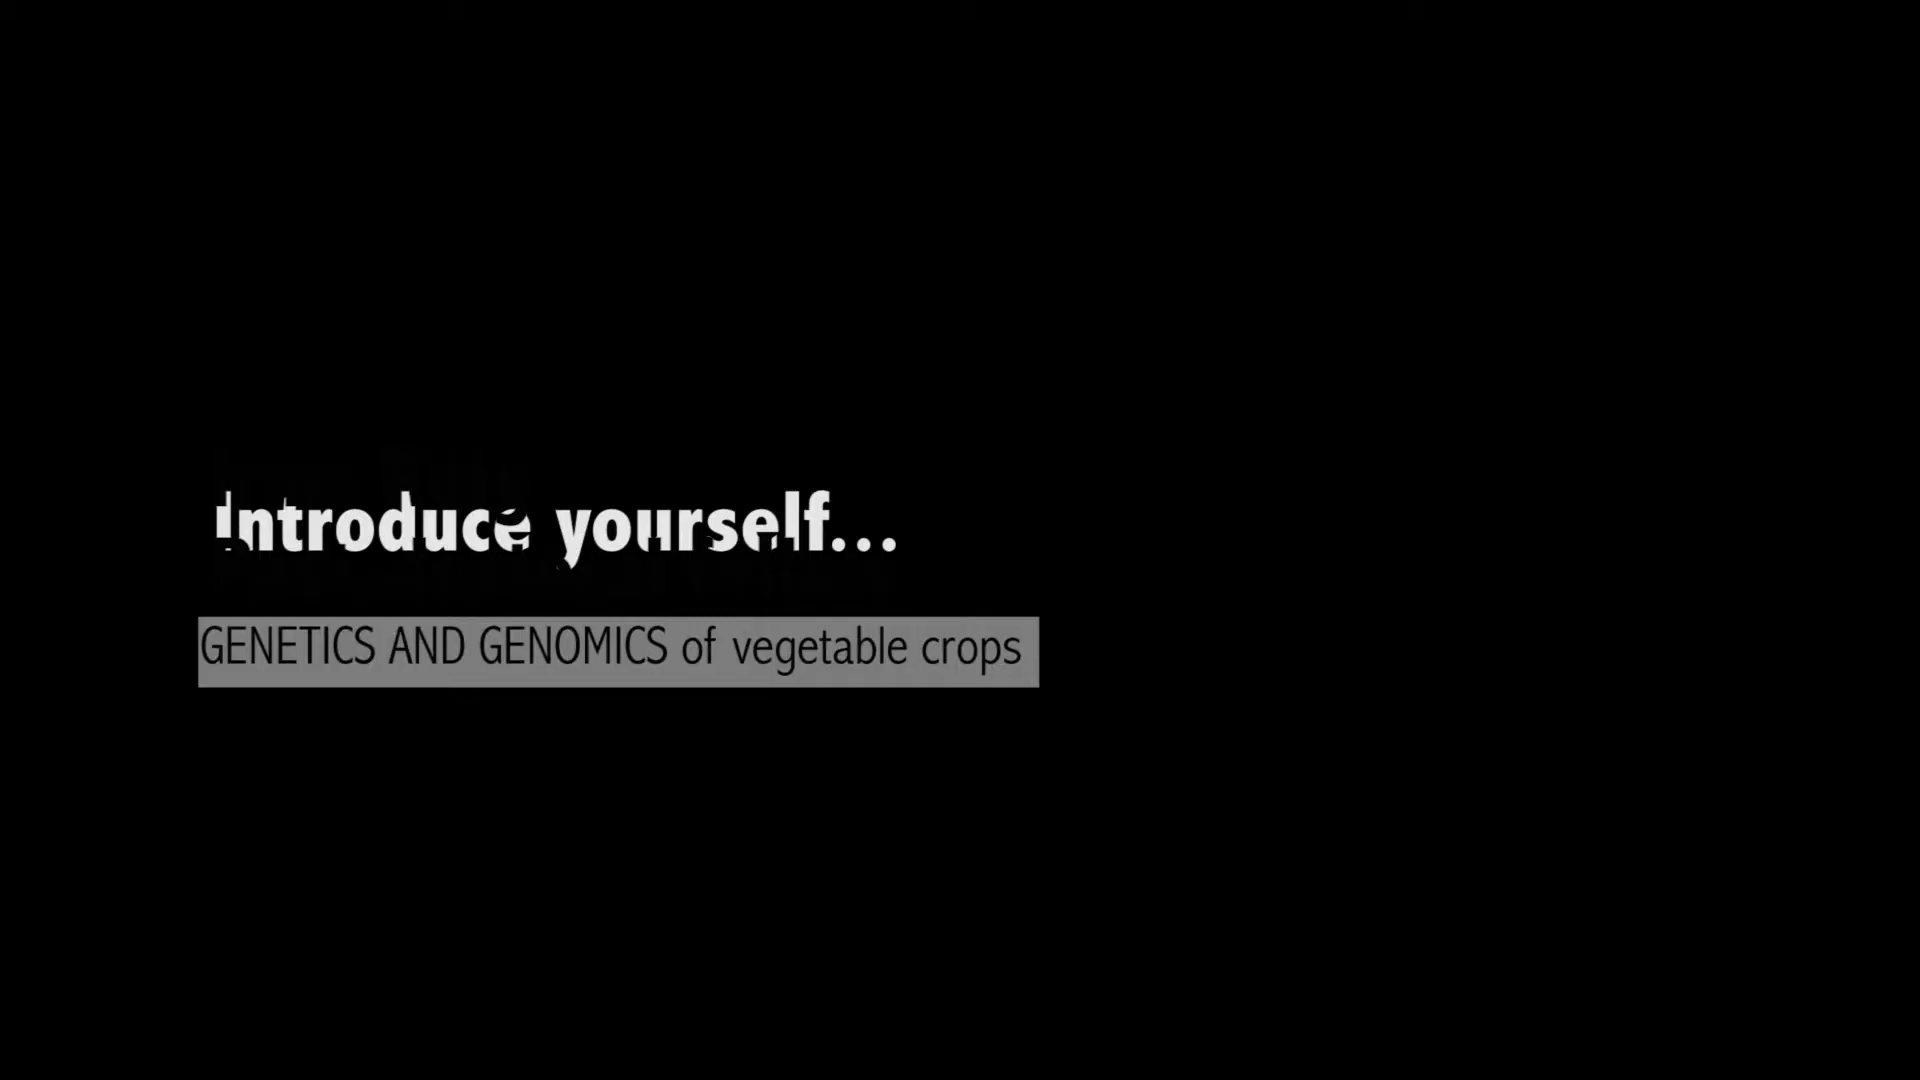 Introduce yourself...
GENETICS AND GENOMICS of vegetable crops